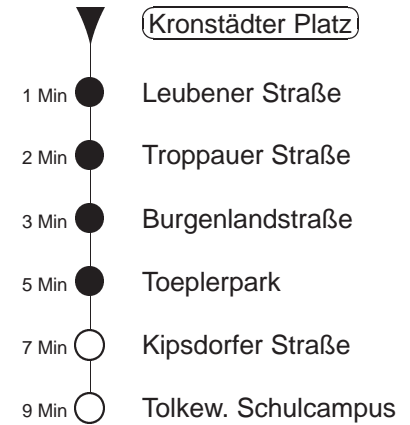 Kronstädter Platz
1 Min Leubener Straße
2 Min Troppauer Straße
3 Min Burgenlandstraße
5 Min Toeplerpark
7 Min Kipsdorfer Straße
9 Min Tolkew. Schulcampus